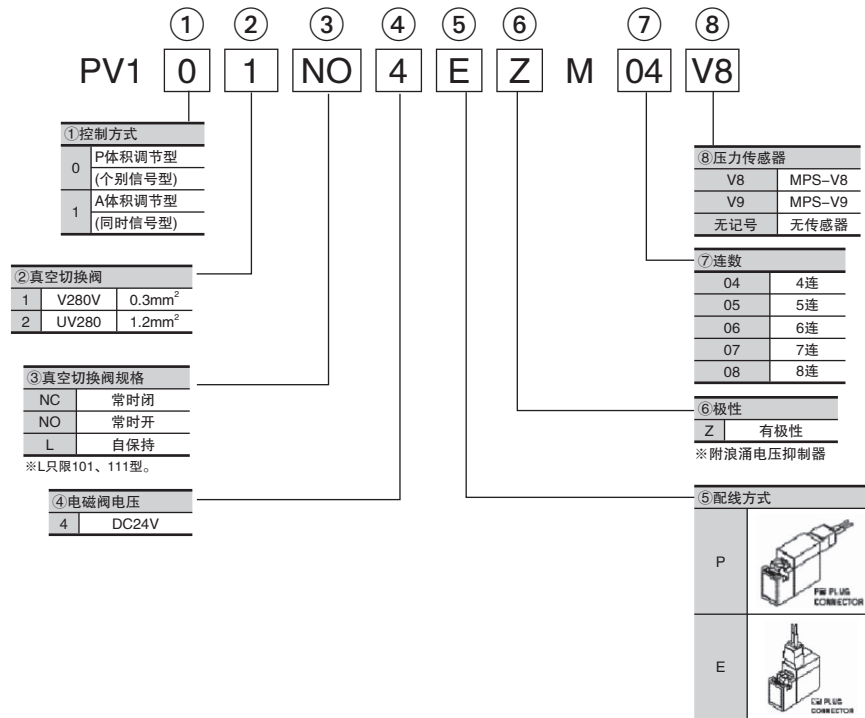 ① ② ③ ④ ⑤ ⑥ ⑦ ⑧
PV1 0 1 NO 4 E Z M 04 V8
①控制方式
0 P体积调节型
(个别信号型)
1 A体积调节型
(同时信号型)
②真空切换阀
1 V280V 0.3mm²
2 UV280 1.2mm²
③真空切换阀规格
NC 常时闭
NO 常时开
L 自保持
※L只限101、111型。
④电磁阀电压
4 DC24V
⑧压力传感器
V8 MPS–V8
V9 MPS–V9
无记号 无传感器
⑦连数
04 4连
05 5连
06 6连
07 7连
08 8连
⑥极性
Z 有极性
※附浪涌电压抑制器
⑤配线方式
P
PLUG
CONNECTOR
E
PLUG
CONNECTOR